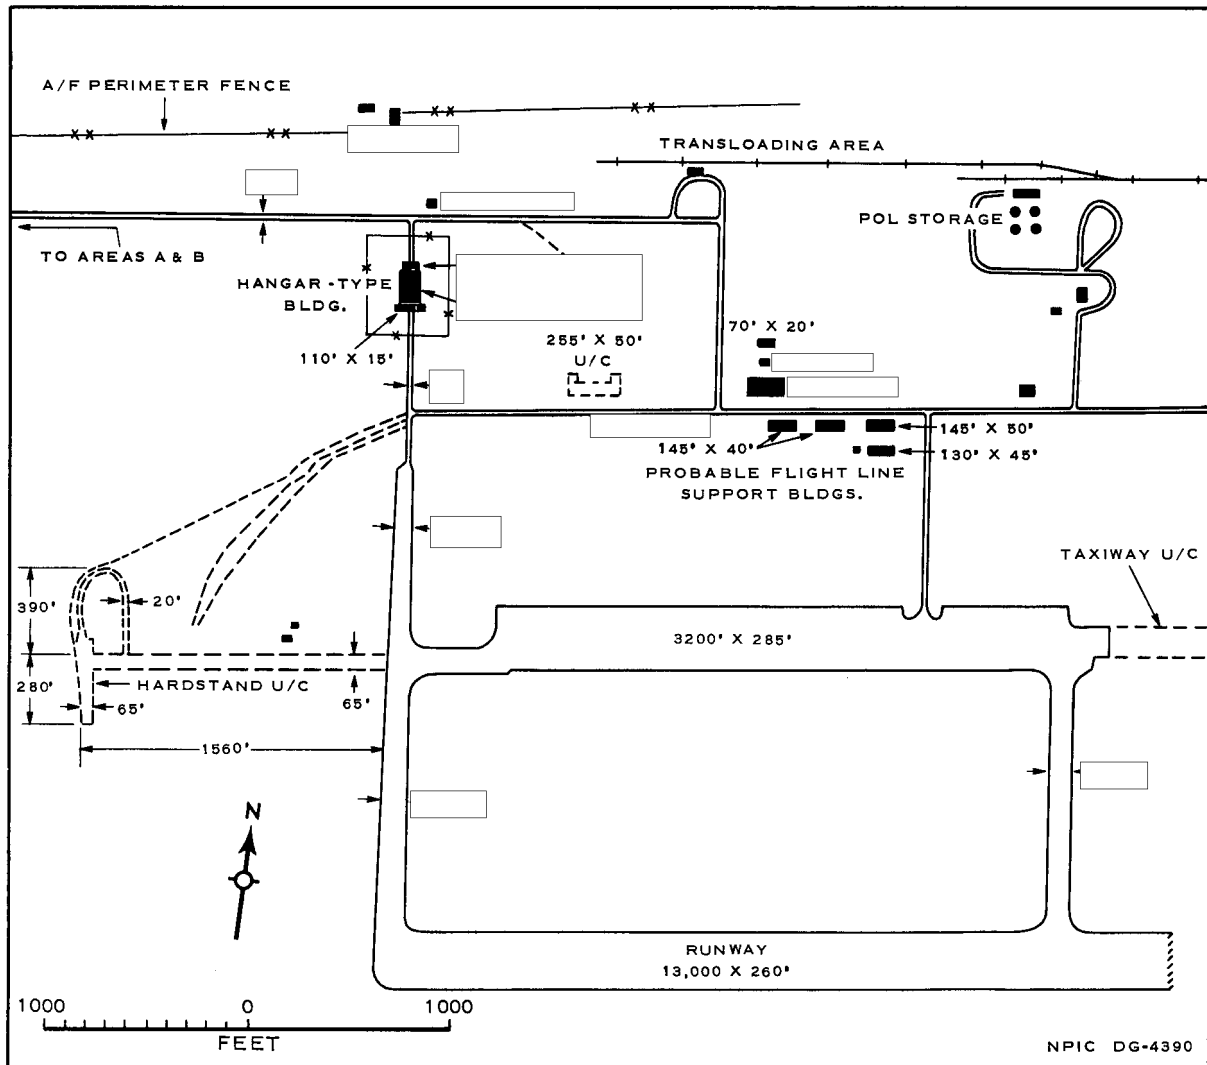 A/F PERIMETER FENCE
TRANSLOADING AREA
POL STORAGE
TO AREAS A & B
HANGAR-TYPE
BLDG.
110' X 15'
255' X 50'
U/C
70' X 20'
145' X 40'
145' X 50'
130' X 45'
PROBABLE FLIGHT LINE
SUPPORT BLDGS.
TAXIWAY U/C
390'
20'
3200' X 285'
280'
HARDSTAND U/C
65'
65'
1560'
N
RUNWAY
13,000 X 260'
1000 0 1000
FEET
NPIC DG-4390